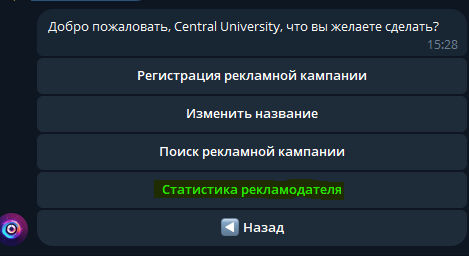 Добро пожаловать, Central University, что вы желаете сделать?
15:28
Регистрация рекламной кампании
Изменить название
Поиск рекламной кампании
Статистика рекламодателя
◀ Назад